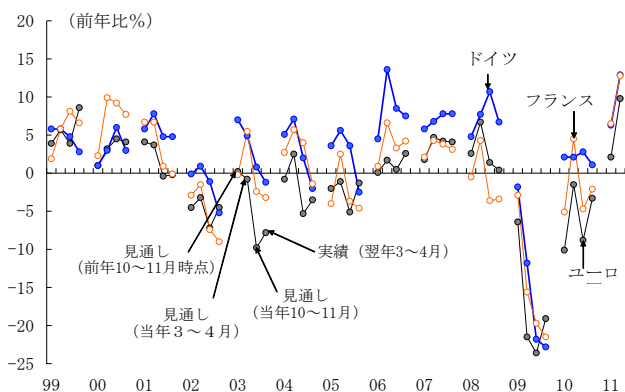 （前年比%）
20
15
10
5
0
−5
−10
−15
−20
−25
ドイツ
フランス
ユーロ
見通し
（前年10～11月時点）
見通し
（当年３～４月）
実績（翌年3～4月）
見通し
（当年10～11月）
99 00 01 02 03 04 05 06 07 08 09 10 11